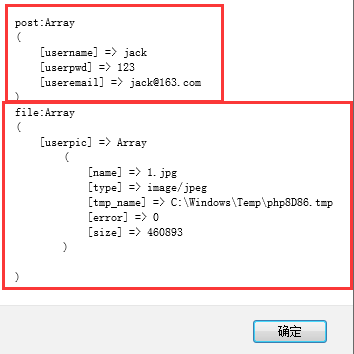 post:Array
(
    [username] => jack
    [userpwd] => 123
    [useremail] => jack@163.com
)
file:Array
(
    [userpic] => Array
        (
            [name] => 1.jpg
            [type] => image/jpeg
            [tmp_name] => C:\Windows\Temp\php8D86.tmp
            [error] => 0
            [size] => 460893
        )

)
确定